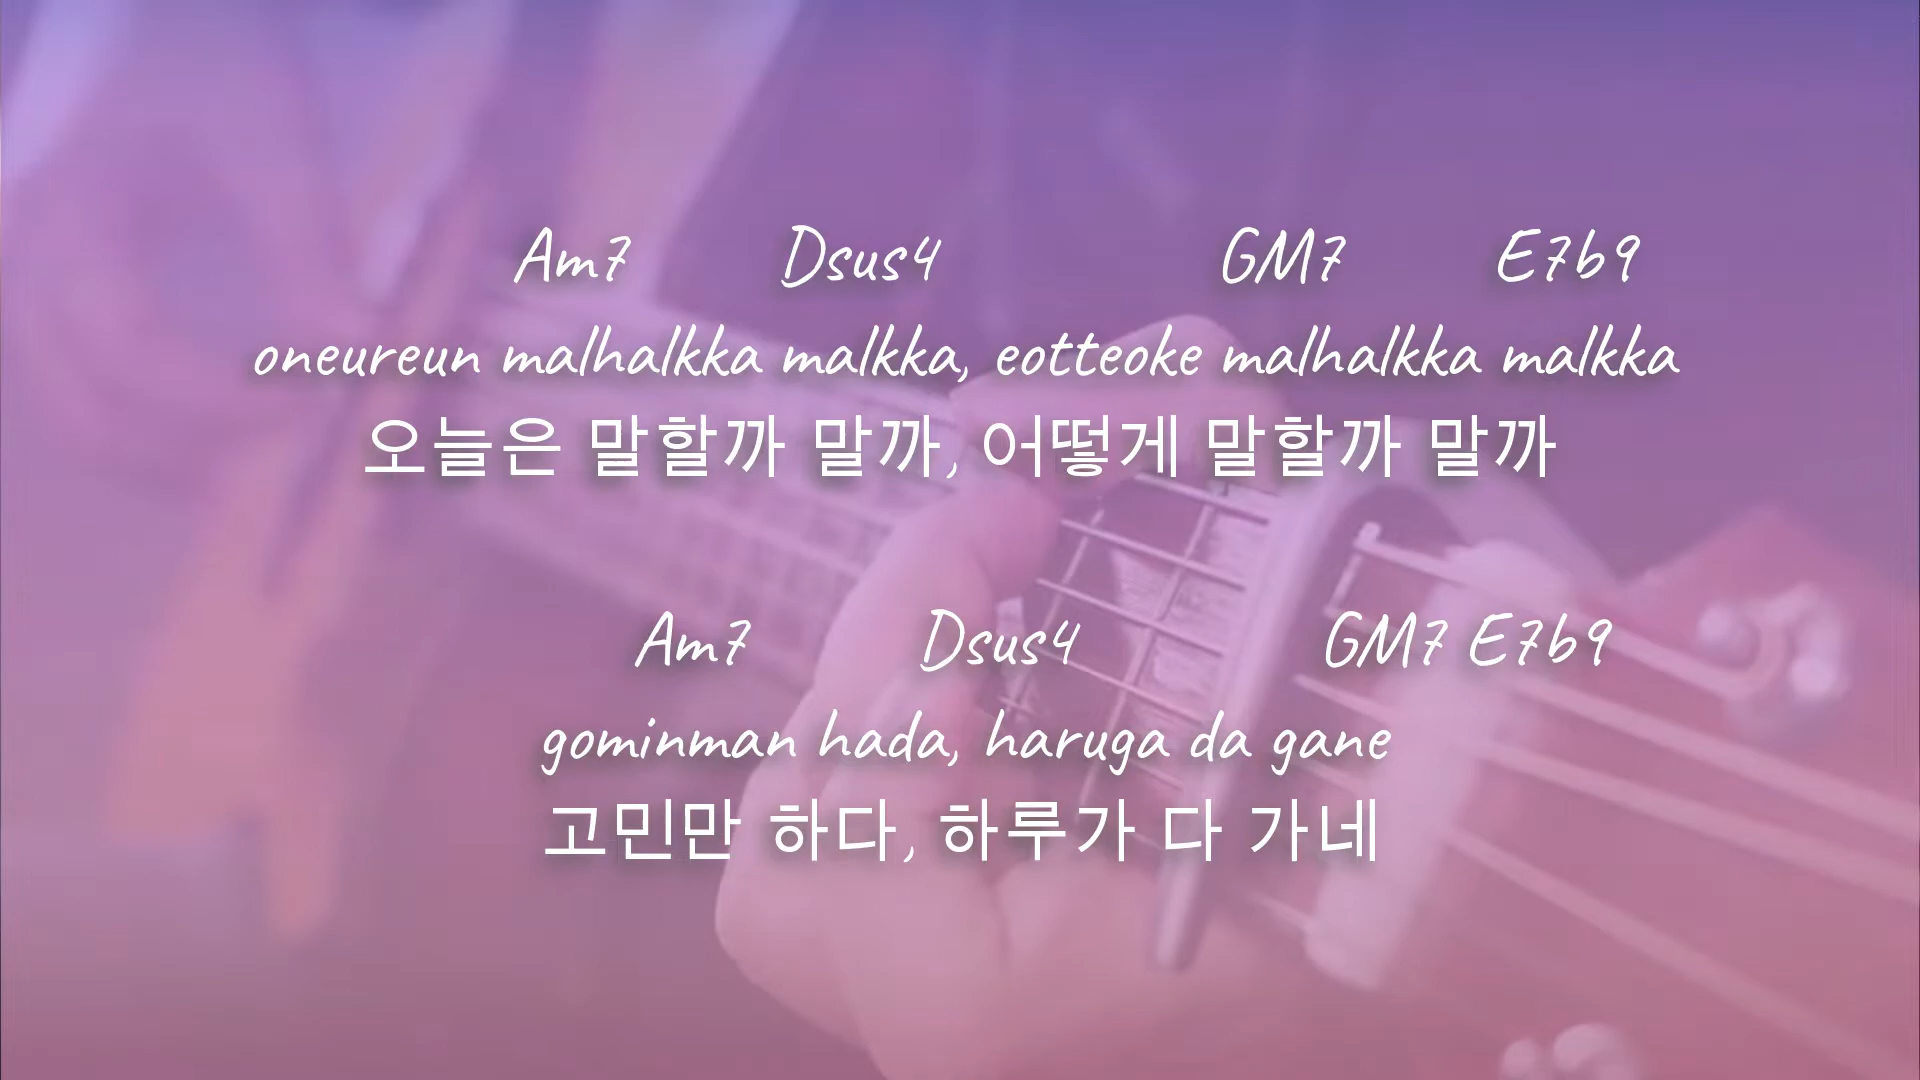 Am7 Dsus4 GM7 E7b9
oneureun malhalkka malkka, eotteoke malhalkka malkka
오늘은 말할까 말까, 어떻게 말할까 말까
Am7 Dsus4 GM7 E7b9
gominman hada, haruga da gane
고민만 하다, 하루가 다 가네